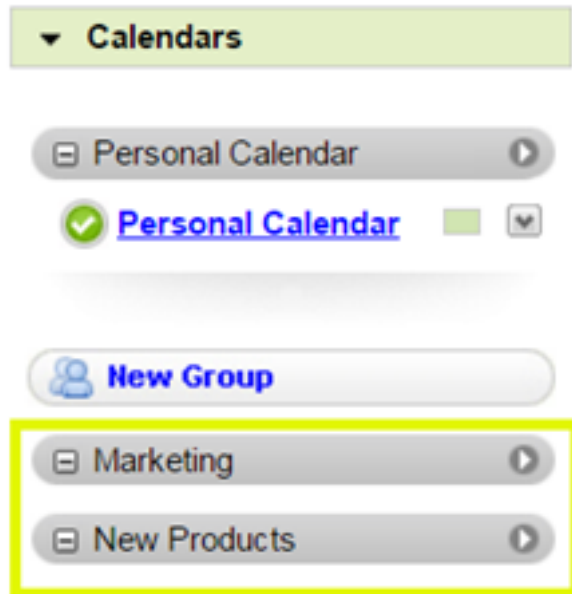 Calendars
Personal Calendar
Personal Calendar
New Group
Marketing
New Products